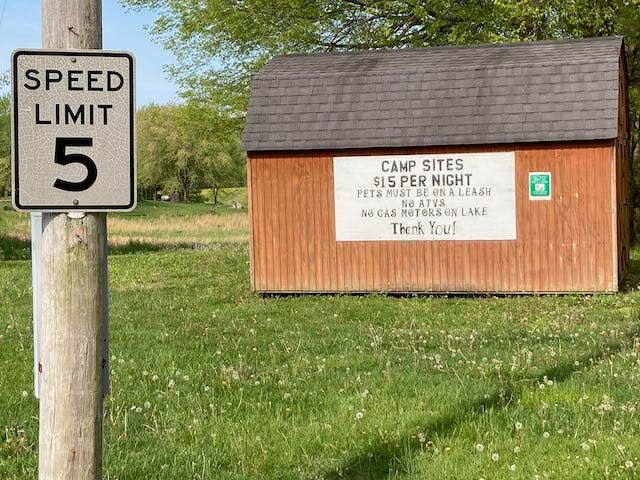 SPEED
LIMIT
5
CAMP SITES
$15 PER NIGHT
PETS MUST BE ON A LEASH
NO ATVS
NO GAS MOTORS ON LAKE
Thank You!